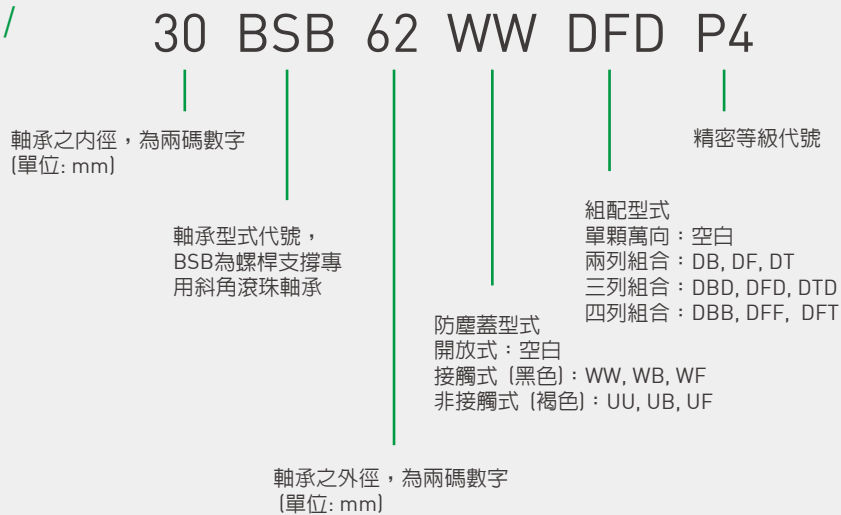 /
30 BSB 62 WW DFD P4
軸承之内徑，為兩碼數字
(單位: mm)
精密等級代號
軸承型式代號，
BSB為螺桿支撐專
用斜角滾珠軸承
組配型式
單顆萬向：空白
兩列組合：DB, DF, DT
三列組合：DBD, DFD, DTD
四列組合：DBB, DFF, DFT
防塵蓋型式
開放式：空白
接觸式 (黑色)：WW, WB, WF
非接觸式 (褐色)：UU, UB, UF
軸承之外徑，為兩碼數字
(單位: mm)